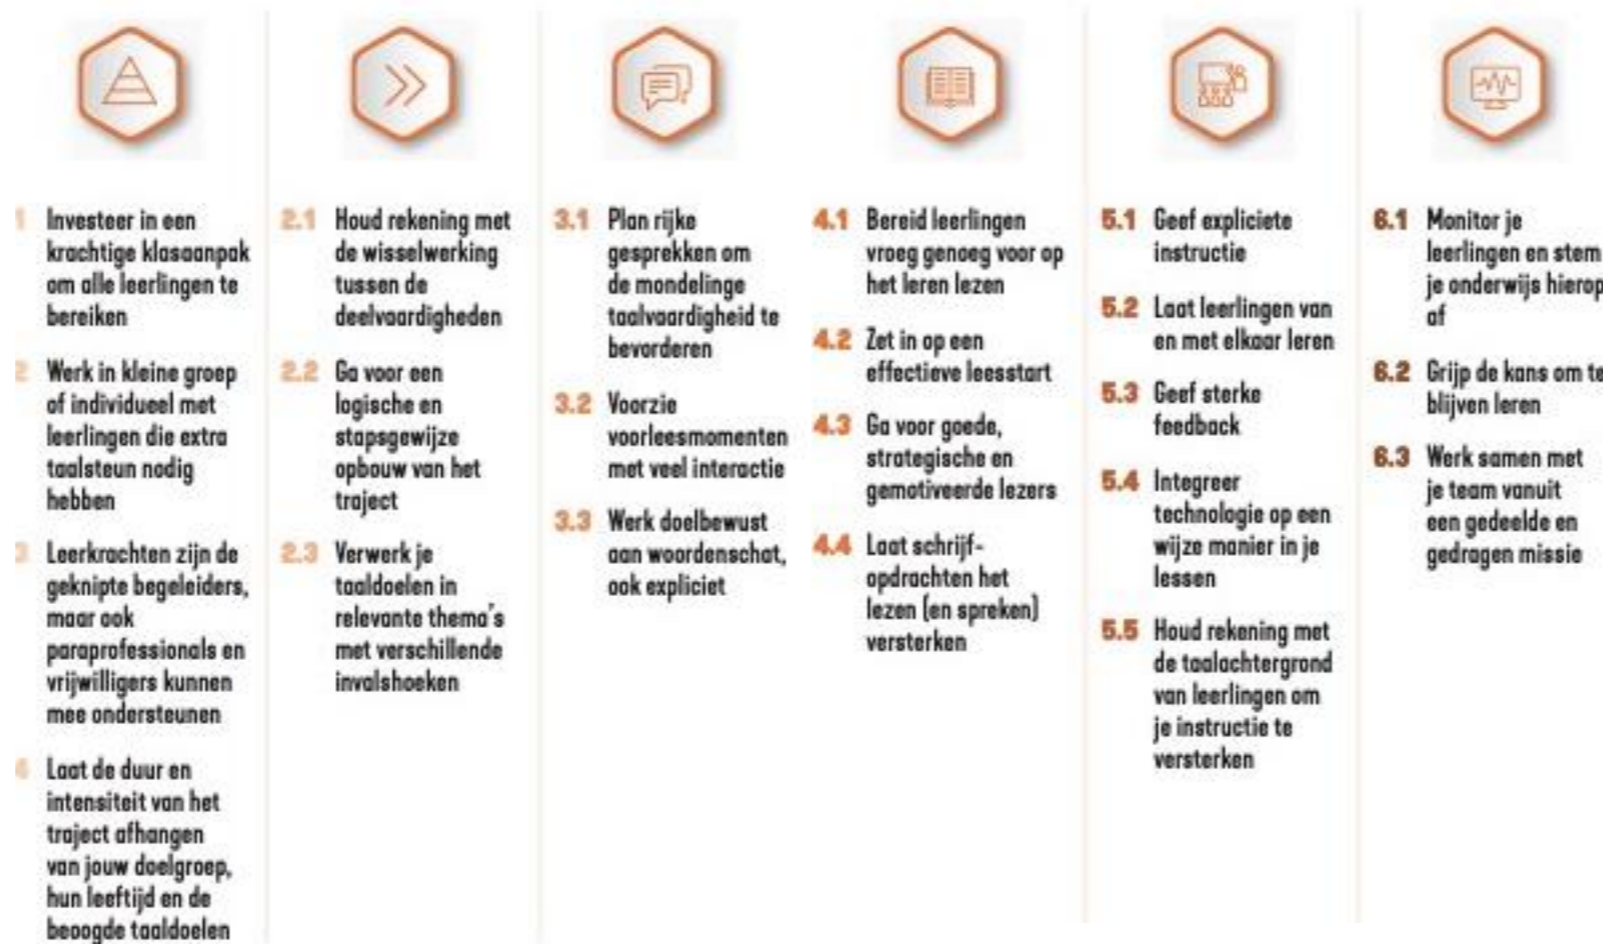 1 Investeer in een
krachtige klasaanpak
om alle leerlingen te
bereiken
2 Werk in kleine groep
of individueel met
leerlingen die extra
taalsteun nodig
hebben
3 Leerkrachten zijn de
geknipte begeleiders,
maar ook
paraprofessionals en
vrijwilligers kunnen
mee ondersteunen
4 Laat de duur en
intensiteit van het
traject afhangen
van jouw doelgroep,
hun leeftijd en de
beoogde taaldoelen
2.1 Houd rekening met
de wisselwerking
tussen de
deelvaardigheden
2.2 Ga voor een
logische en
stapsgewijze
opbouw van het
traject
2.3 Verwerk je
taaldoelen in
relevante thema's
met verschillende
invalshoeken
3.1 Plan rijke
gesprekken om
de mondelinge
taalvaardigheid te
bevorderen
3.2 Voorzie
voorleesmomenten
met veel interactie
3.3 Werk doelbewust
aan woordenschat,
ook expliciet
4.1 Bereid leerlingen
vroeg genoeg voor op
het leren lezen
4.2 Zet in op een
effectieve leesstart
4.3 Ga voor goede,
strategische en
gemotiveerde lezers
4.4 Laat schrijf-
opdrachten het
lezen (en spreken)
versterken
5.1 Geef expliciete
instructie
5.2 Laat leerlingen van
en met elkaar leren
5.3 Geef sterke
feedback
5.4 Integreer
technologie op een
wijze manier in je
lessen
5.5 Houd rekening met
de taalachtergrond
van leerlingen om
je instructie te
versterken
6.1 Monitor je
leerlingen en stem
je onderwijs hierop
af
6.2 Grijp de kans om te
blijven leren
6.3 Werk samen met
je team vanuit
een gedeelde en
gedragen missie